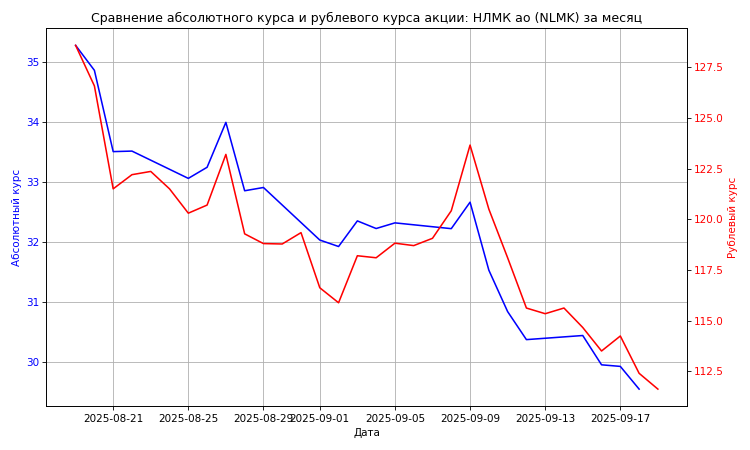 Сравнение абсолютного курса и рублевого курса акции: НЛМК ао (NLMK) за месяц
35
34
33
32
31
30
Абсолютный курс
127.5
125.0
122.5
120.0
117.5
115.0
112.5
Рублевый курс
2025-08-21 2025-08-25 2025-08-29 2025-09-01 2025-09-05 2025-09-09 2025-09-13 2025-09-17
Дата